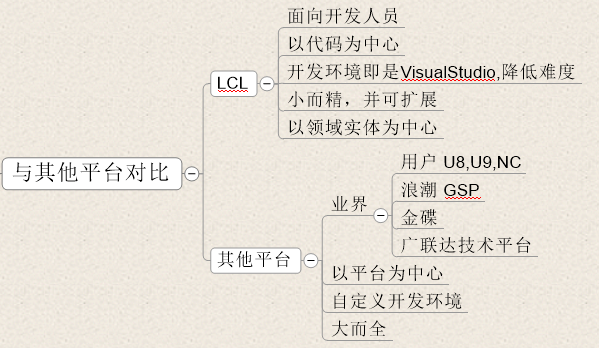 面向开发人员
以代码为中心
LCL
开发环境即是VisualStudio,降低难度
小而精，并可扩展
以领域实体为中心
与其他平台对比
用户 U8,U9,NC
业界
浪潮 GSP
金碟
广联达技术平台
其他平台
以平台为中心
自定义开发环境
大而全